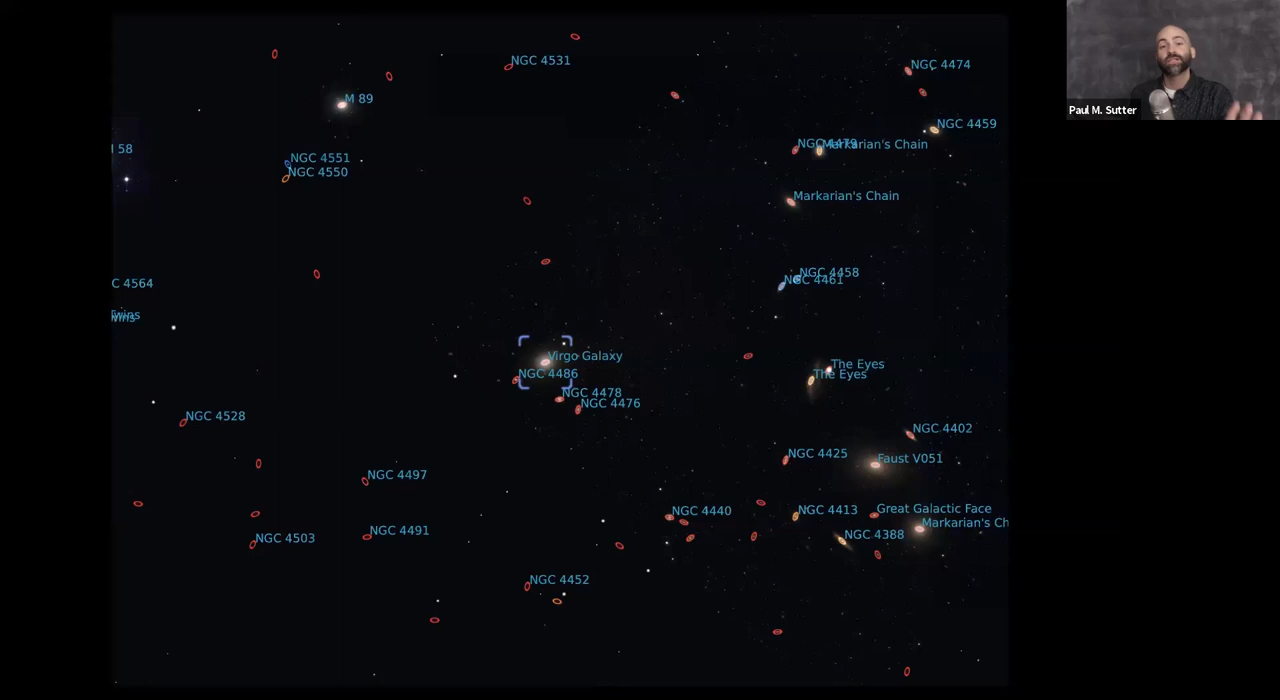 NGC 4531
NGC 4474
M 89
Paul M. Sutter
NGC 4459
58
NGC 4551
Markarian's Chain
NGC 4550
Markarian's Chain
NGC 4458
NGC 4461
C 4564
Virgo Galaxy
The Eyes
NGC 4486
The Eyes
NGC 4478
NGC 4476
NGC 4528
NGC 4402
NGC 4425
Faust V051
NGC 4497
NGC 4440
NGC 4413
Great Galactic Face
Markarian's Ch
NGC 4491
NGC 4388
NGC 4503
NGC 4452